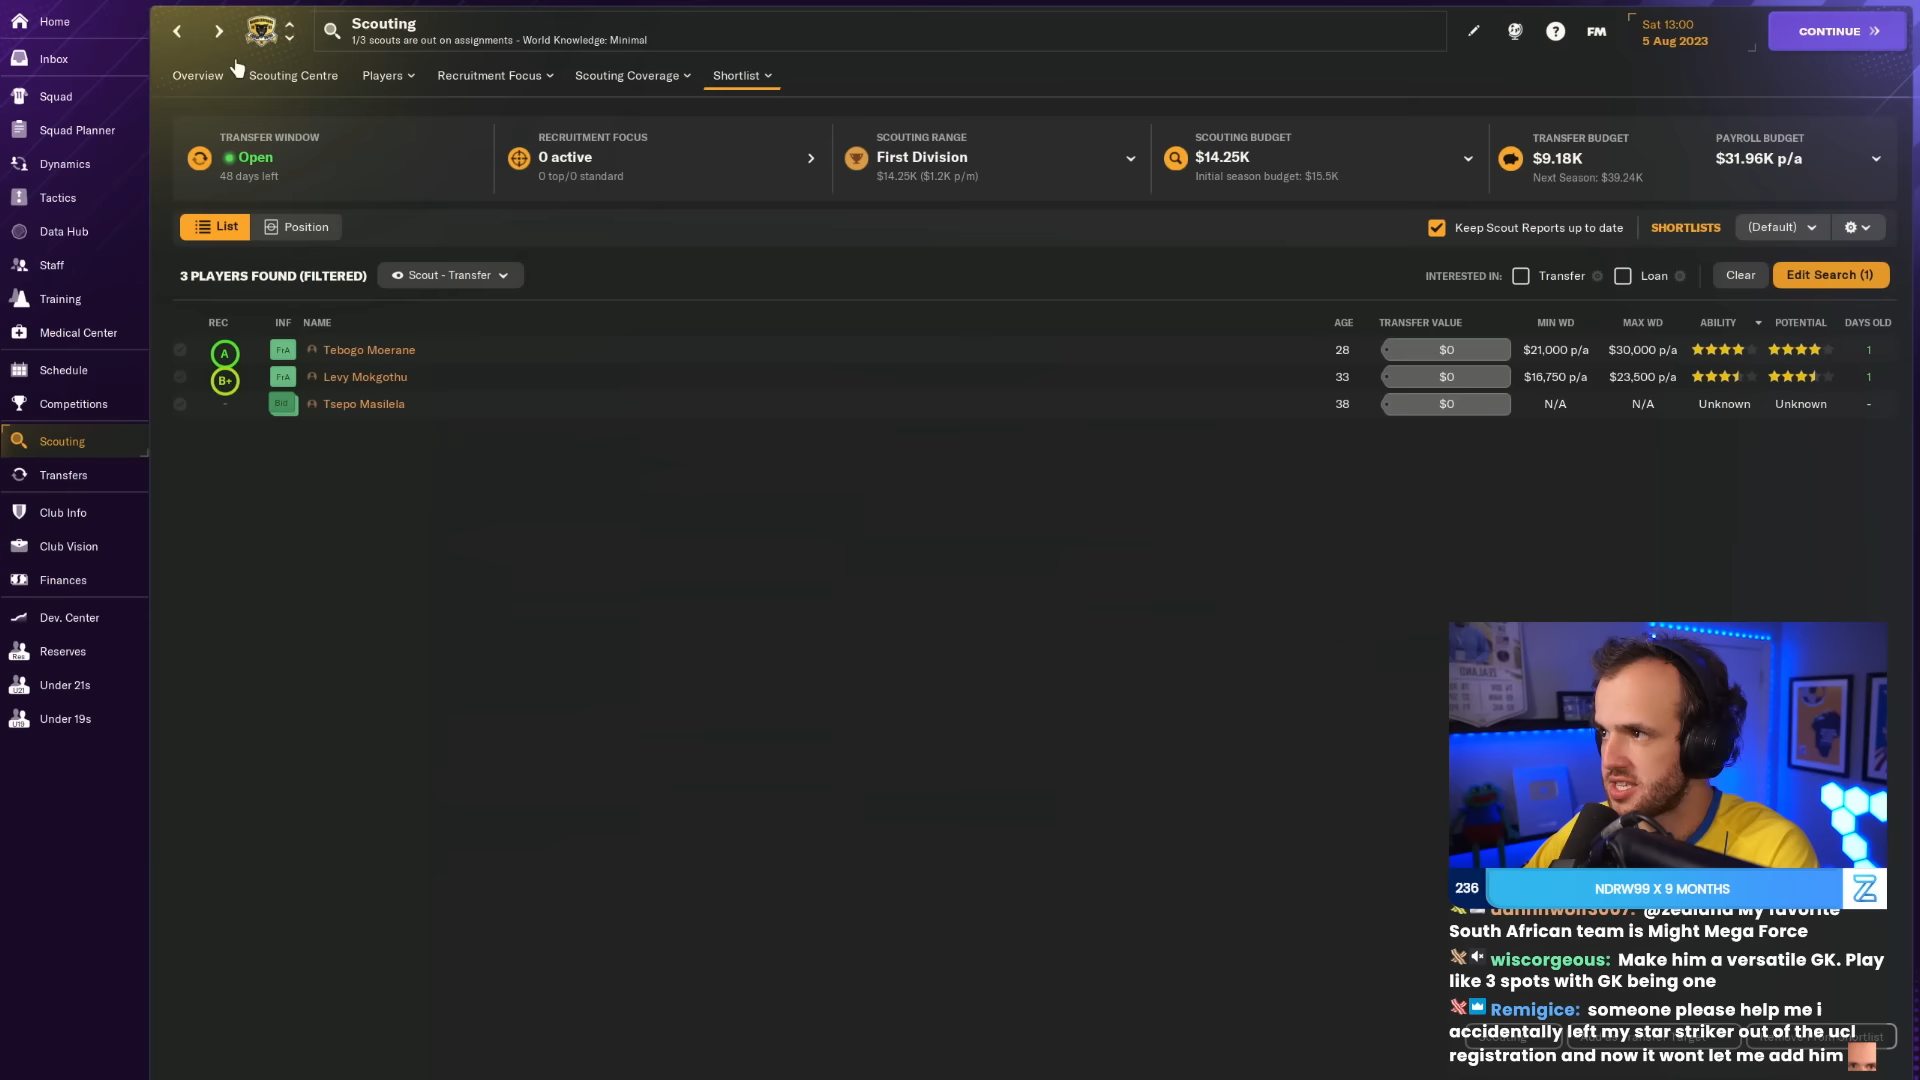 Home
Inbox
Squad
Squad Planner
Dynamics
Tactics
Data Hub
Staff
Training
Medical Center
Schedule
Competitions
Scouting
Transfers
Club Info
Club Vision
Finances
Dev. Center
Reserves
Under 21s
Under 19s
Scouting
1/3 scouts are out on assignments - World Knowledge: Minimal
FM
Sat 13:00
5 Aug 2023
CONTINUE
Overview Scouting Centre Players Recruitment Focus Scouting Coverage Shortlist
TRANSFER WINDOW
Open
48 days left
RECRUITMENT FOCUS
0 active
0 top/0 standard
SCOUTING RANGE
First Division
$14.25K ($1.2K p/m)
SCOUTING BUDGET
$14.25K
Initial season budget: $15.5K
TRANSFER BUDGET
$9.18K
Next Season: $39.24K
PAYROLL BUDGET
$31.96K p/a
List Position
Keep Scout Reports up to date SHORTLISTS (Default)
3 PLAYERS FOUND (FILTERED) Scout - Transfer
INTERESTED IN: Transfer Loan Clear Edit Search (1)
REC INF NAME AGE TRANSFER VALUE MIN WD MAX WD ABILITY POTENTIAL DAYS OLD
A FrA Tebogo Moerane 28 $0 $21,000 p/a $30,000 p/a 1
B+ FrA Levy Mokgothu 33 $0 $16,750 p/a $23,500 p/a 1
- Bid Tsepo Masilela 38 $0 N/A N/A Unknown Unknown -
236 NDRW99 X 9 MONTHS Z
@zealand My favorite
South African team is Might Mega Force
wiscorgeous: Make him a versatile GK. Play
like 3 spots with GK being one
Remigice: someone please help me i
accidentally left my star striker out of the ucl
registration and now it wont let me add him